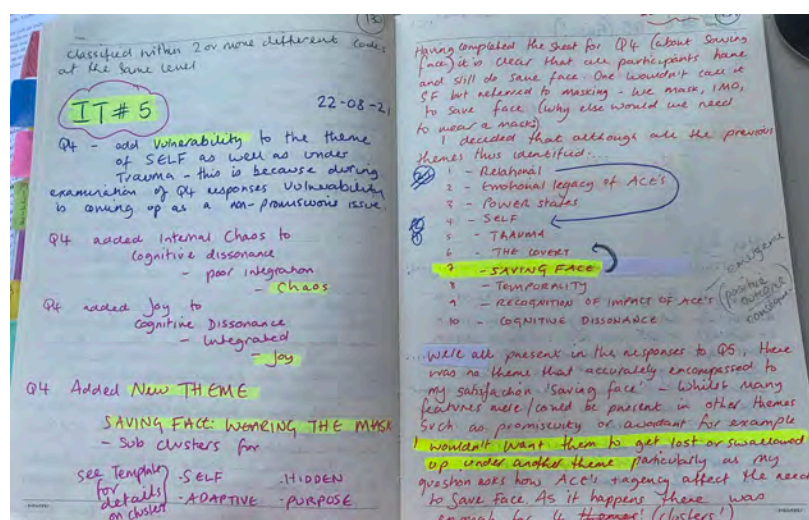 130
classified within 2 or more different codes
at the same level
IT#5
22-08-21
Q4 - add Vulnerability to the theme
of SELF as well as under
Trauma - this is because during
examination of Q4 responses Vulnerability
is coming up as a non-promiscuous issue.
Q4 added Internal Chaos to
Cognitive dissonance
- poor integration
- Chaos
Q4 added Joy to
Cognitive Dissonance
- Integrated
- Joy
Q4 Added New THEME
SAVING FACE: WEARING THE MASK
- Sub clusters for
see Template
for
details
on clusters
- SELF
- ADAPTIVE
- HIDDEN
- PURPOSE
Having completed the sheet for Q4 (about saving
face) it is clear that all participants have
and still do save face. One wouldn't call it
SF but referred to masking - we mask, IMO,
to save face (why else would we need
to wear a mask)
I decided that although all the previous
themes thus identified:...
1 - Relational
2 - Emotional legacy of ACE's
3 - Power states
4 - SELF
5 - TRAUMA
6 - THE COVERT
7 - SAVING FACE
8 - TEMPORALITY
9 - RECOGNITION OF IMPACT OF ACE's
10 - COGNITIVE DISSONANCE
(positive
outcome
...were all present in the responses to Q5, there
was no theme that accurately encompassed to
my satisfaction 'saving face' - whilst many
features were/could be present in other themes
such as promiscuity or avoidant for example
I wouldn't want them to get lost or swallowed
up under another theme particularly as my
question asks how ACE's + agency affect the need
to save face. As it happens there was
enough for 4 themes! (clusters!)